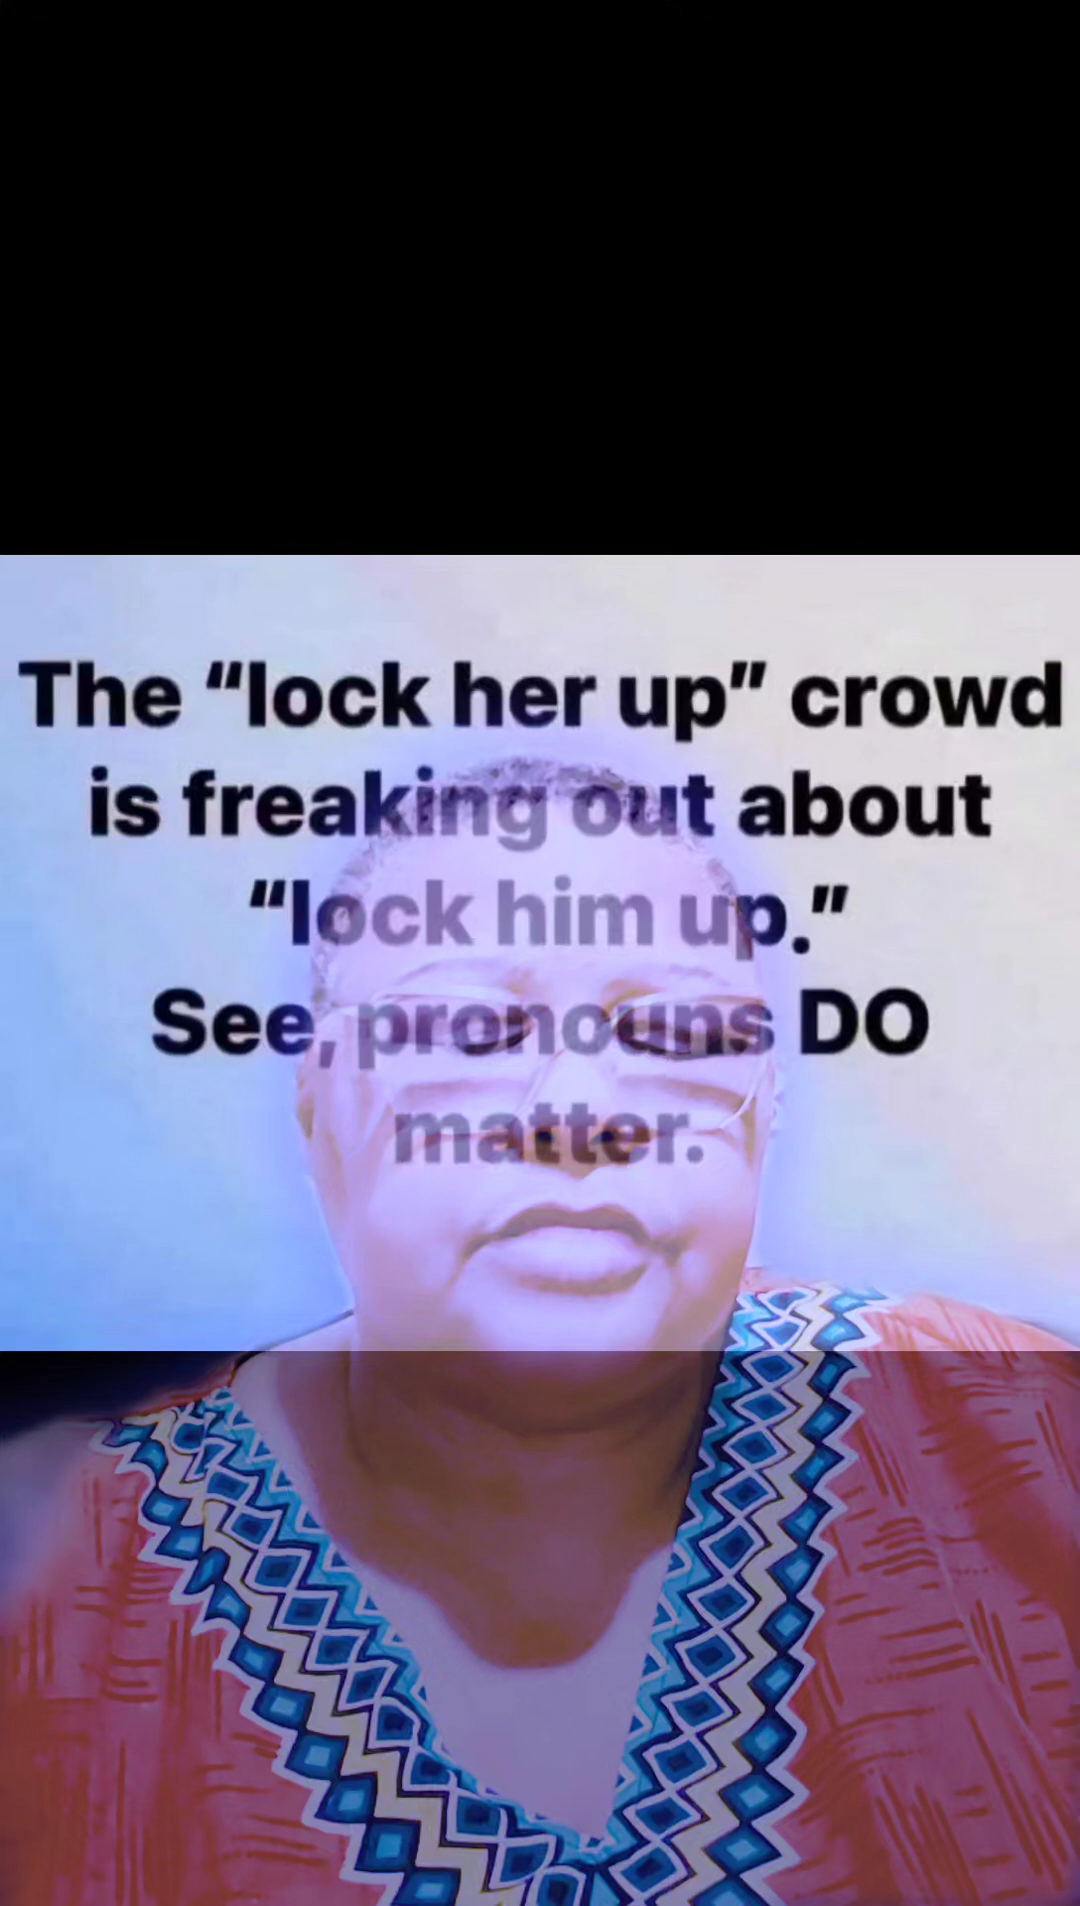 The “lock her up” crowd
is freaking out about
“lock him up.”
See, pronouns DO
matter.